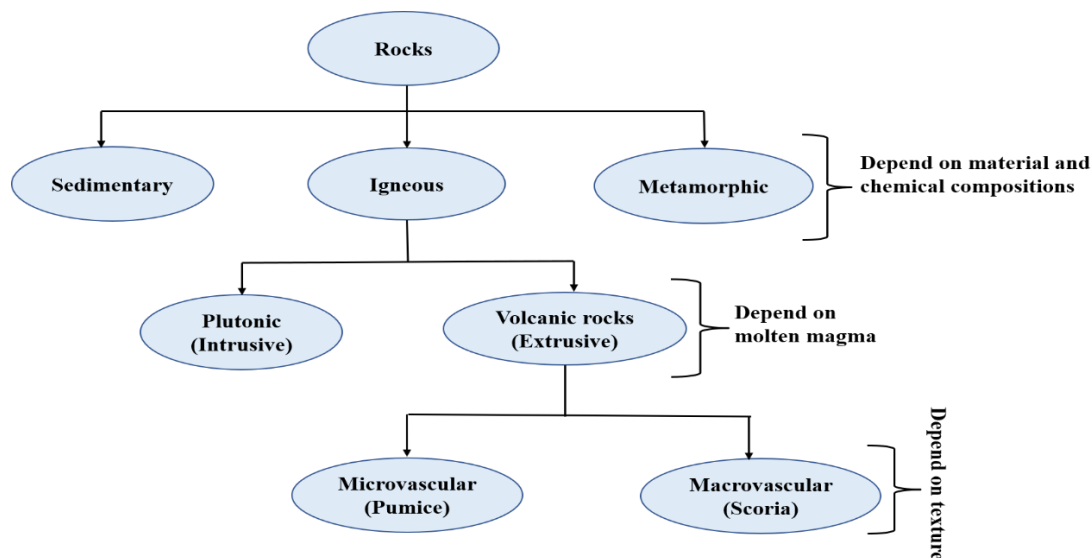 Rocks
Sedimentary
Igneous
Metamorphic
Depend on material and
chemical compositions
Plutonic
(Intrusive)
Volcanic rocks
(Extrusive)
Depend on
molten magma
Microvascular
(Pumice)
Macrovascular
(Scoria)
Depend on texture